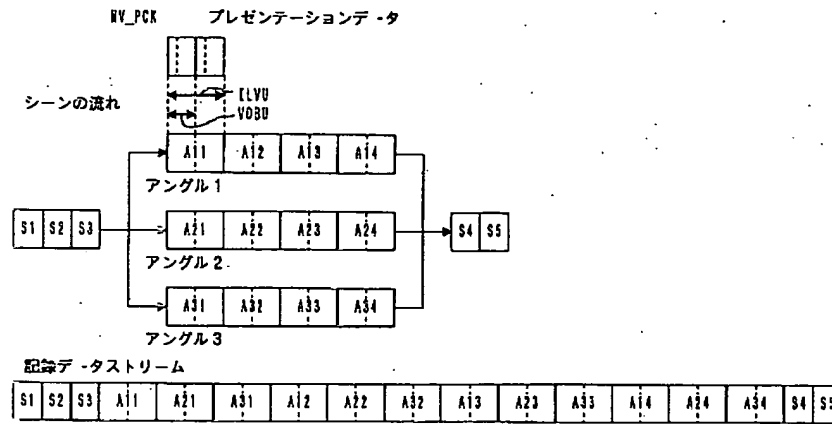 NV_PCK プレゼンテーションデ-タ
ILVU
シーンの流れ
VOBU
A11 A12 A13 A14
アングル1
S1 S2 S3 A21 A22 A23 A24 S4 S5
アングル2
A31 A32 A33 A34
アングル3
記録デ-タストリーム
S1 S2 S3 A11 A21 A31 A12 A22 A32 A13 A23 A33 A14 A24 A34 S4 S5